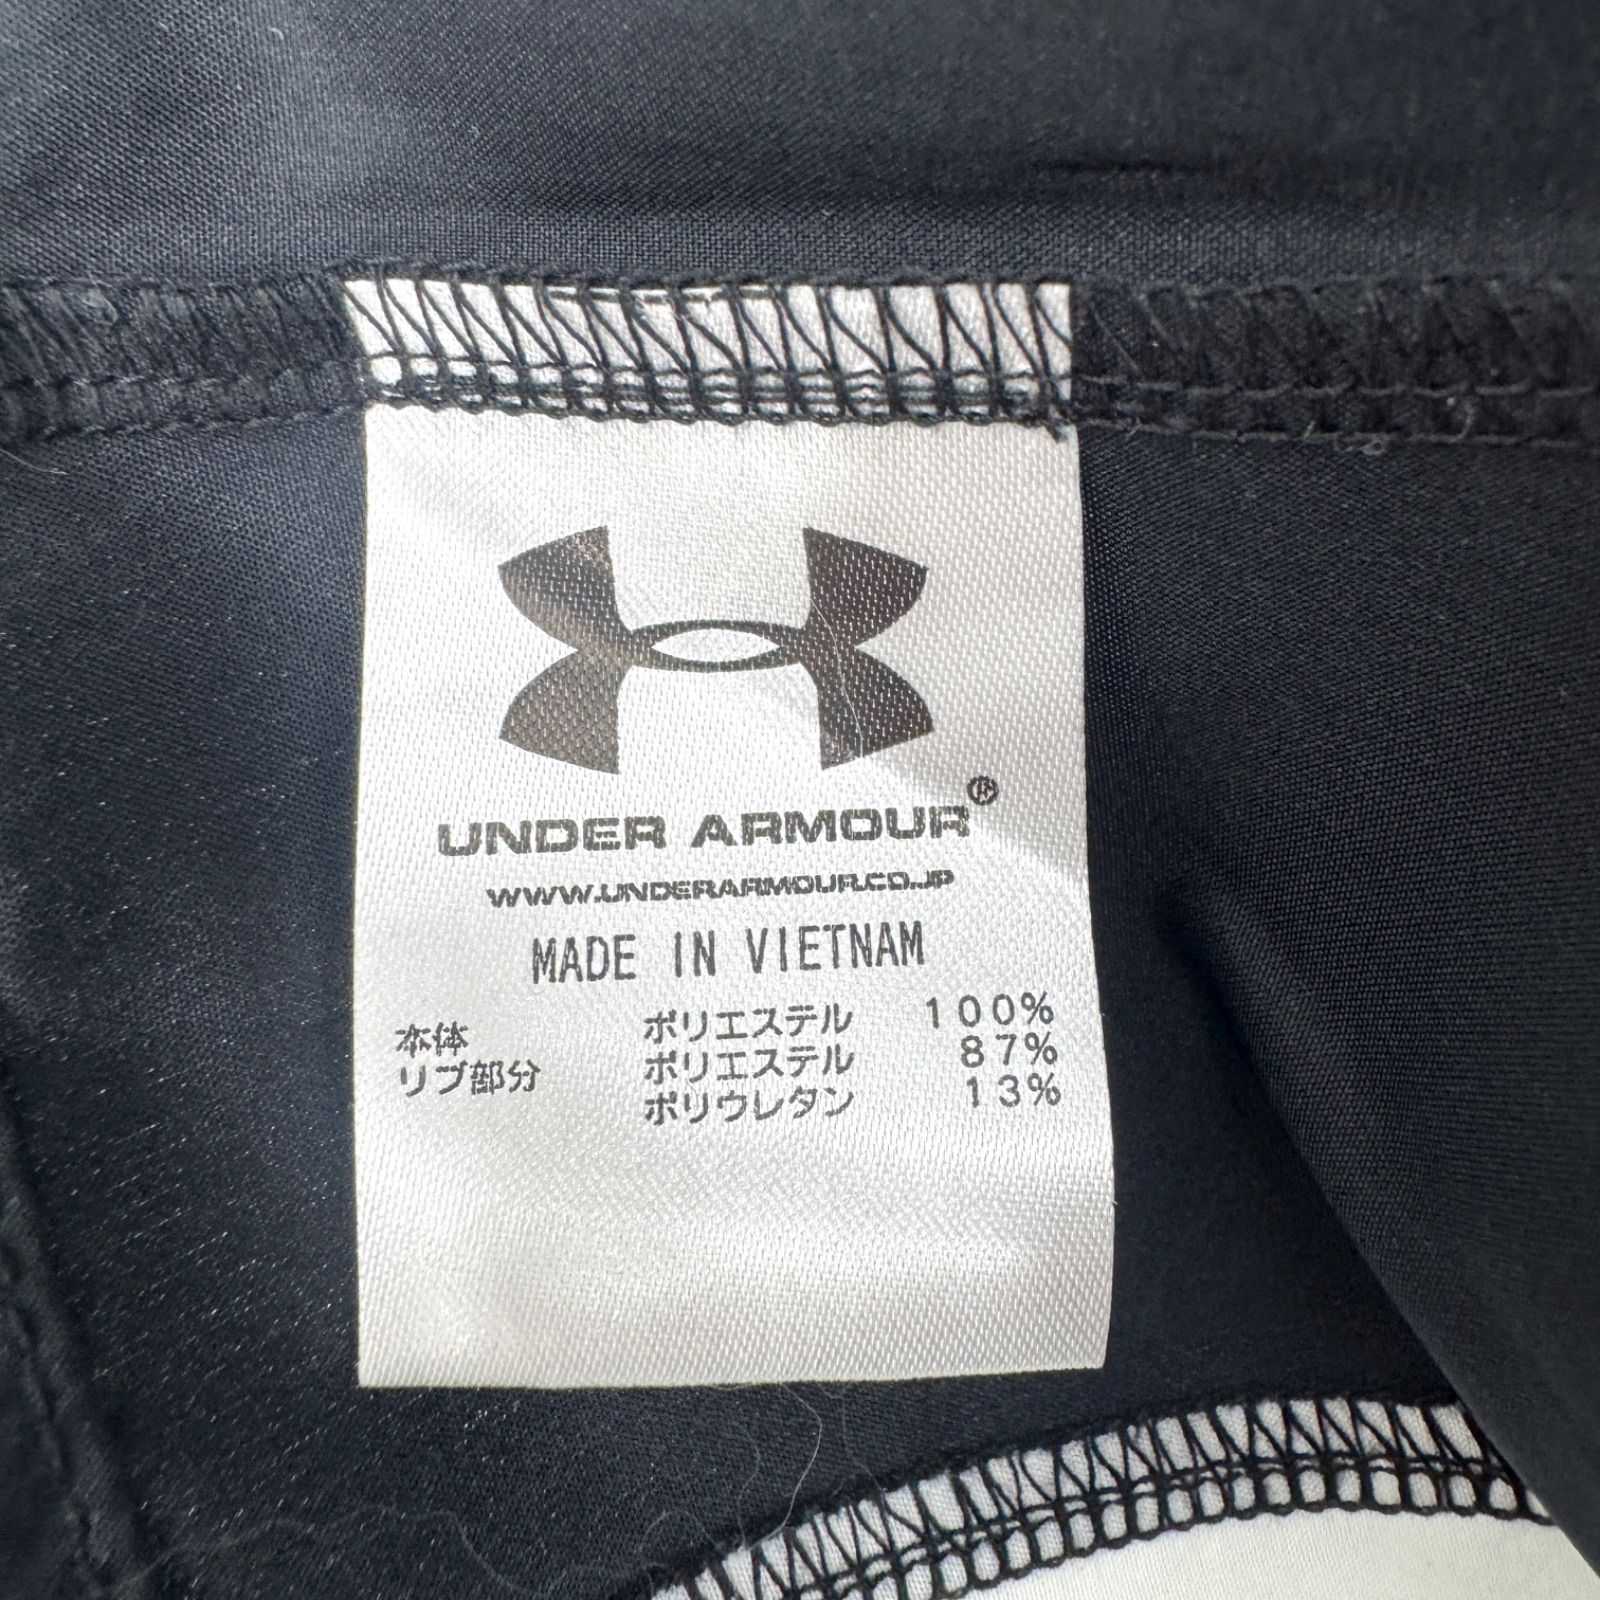 UNDER ARMOUR®
WWW.UNDERARMOUR.CO.JP
MADE IN VIETNAM
本体 ポリエステル 100%
リブ部分 ポリエステル 87%
ポリウレタン 13%